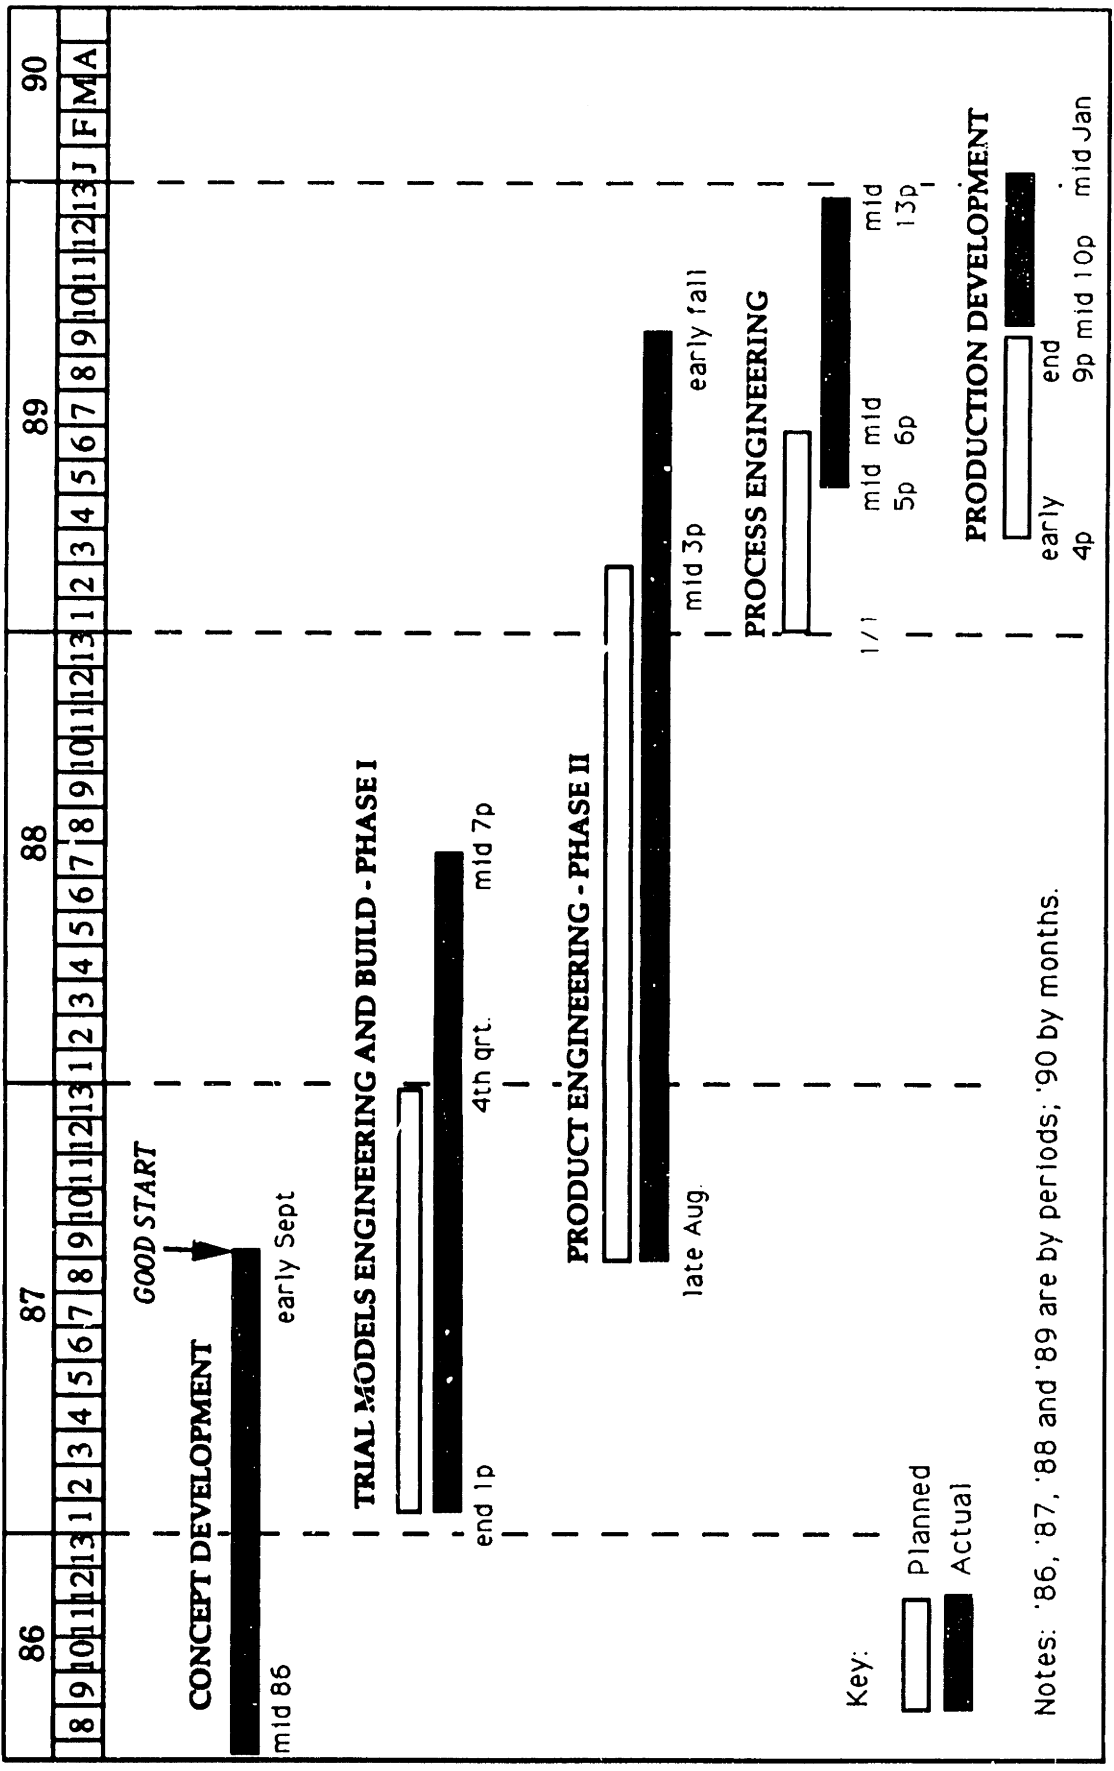 86 87 88 89 90
8 9 10 11 12 13 1 2 3 4 5 6 7 8 9 10 11 12 13 1 2 3 4 5 6 7 8 9 10 11 12 13 1 2 3 4 5 6 7 8 9 10 11 12 13 J F M A
GOOD START
CONCEPT DEVELOPMENT
mid 86 early Sept
TRIAL MODELS ENGINEERING AND BUILD - PHASE I
end 1p 4th qrt. mid 7p
PRODUCT ENGINEERING - PHASE II
late Aug. mid 3p early fall
PROCESS ENGINEERING
1/1 mid 5p mid 6p mid 13p
PRODUCTION DEVELOPMENT
early 4p end 9p mid 10p mid Jan
Key:
Planned
Actual
Notes: '86, '87, '88 and '89 are by periods; '90 by months.